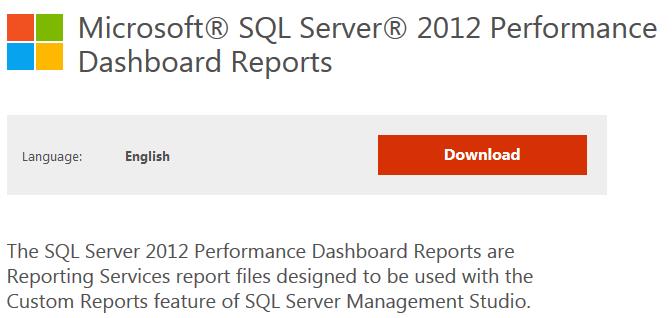 Microsoft® SQL Server® 2012 Performance
Dashboard Reports
Language: English
Download
The SQL Server 2012 Performance Dashboard Reports are
Reporting Services report files designed to be used with the
Custom Reports feature of SQL Server Management Studio.